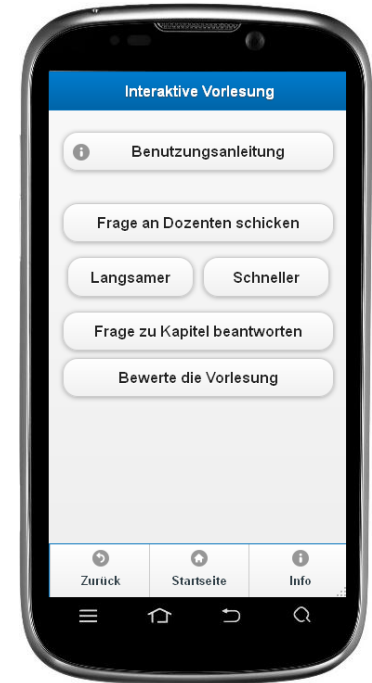 Interaktive Vorlesung
Benutzungsanleitung
Frage an Dozenten schicken
Langsamer
Schneller
Frage zu Kapitel beantworten
Bewerte die Vorlesung
Zurück
Startseite
Info